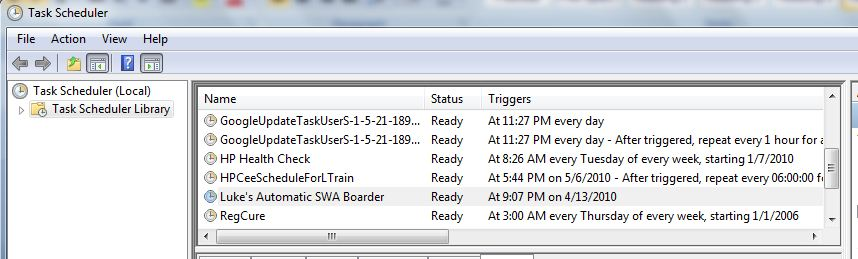 Task Scheduler
File Action View Help
Task Scheduler (Local)
Task Scheduler Library
Name Status Triggers
GoogleUpdateTaskUserS-1-5-21-189... Ready At 11:27 PM every day
GoogleUpdateTaskUserS-1-5-21-189... Ready At 11:27 PM every day - After triggered, repeat every 1 hour for a
HP Health Check Ready At 8:26 AM every Tuesday of every week, starting 1/7/2010
HPCeeScheduleForLTrain Ready At 5:44 PM on 5/6/2010 - After triggered, repeat every 06:00:00 fo
Luke's Automatic SWA Boarder Ready At 9:07 PM on 4/13/2010
RegCure Ready At 3:00 AM every Thursday of every week, starting 1/1/2006